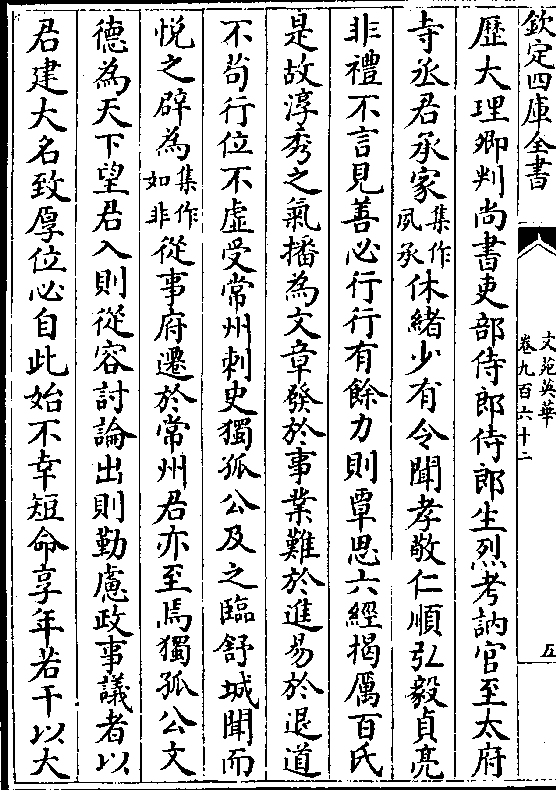 欽定四庫全書
文苑英華
卷九百六十二
五
歴大理卿判尚書吏部侍郎侍郎生烈考訥官至太府
寺丞君承家集作夙承休緒少有令聞孝敬仁順弘毅貞亮
非禮不言見善必行行有餘力則覃思六經揭厲百氏
是故淳秀之氣播為文章發於事業難於進易於退道
不茍行位不虛受常州刺史獨孤公及之臨舒城聞而
悅之辟為集作如非從事府遷於常州君亦至焉獨孤公文
德為天下望君入則從容討論出則勤慮政事議者以
君建大名致厚位必自此始不幸短命享年若干以大